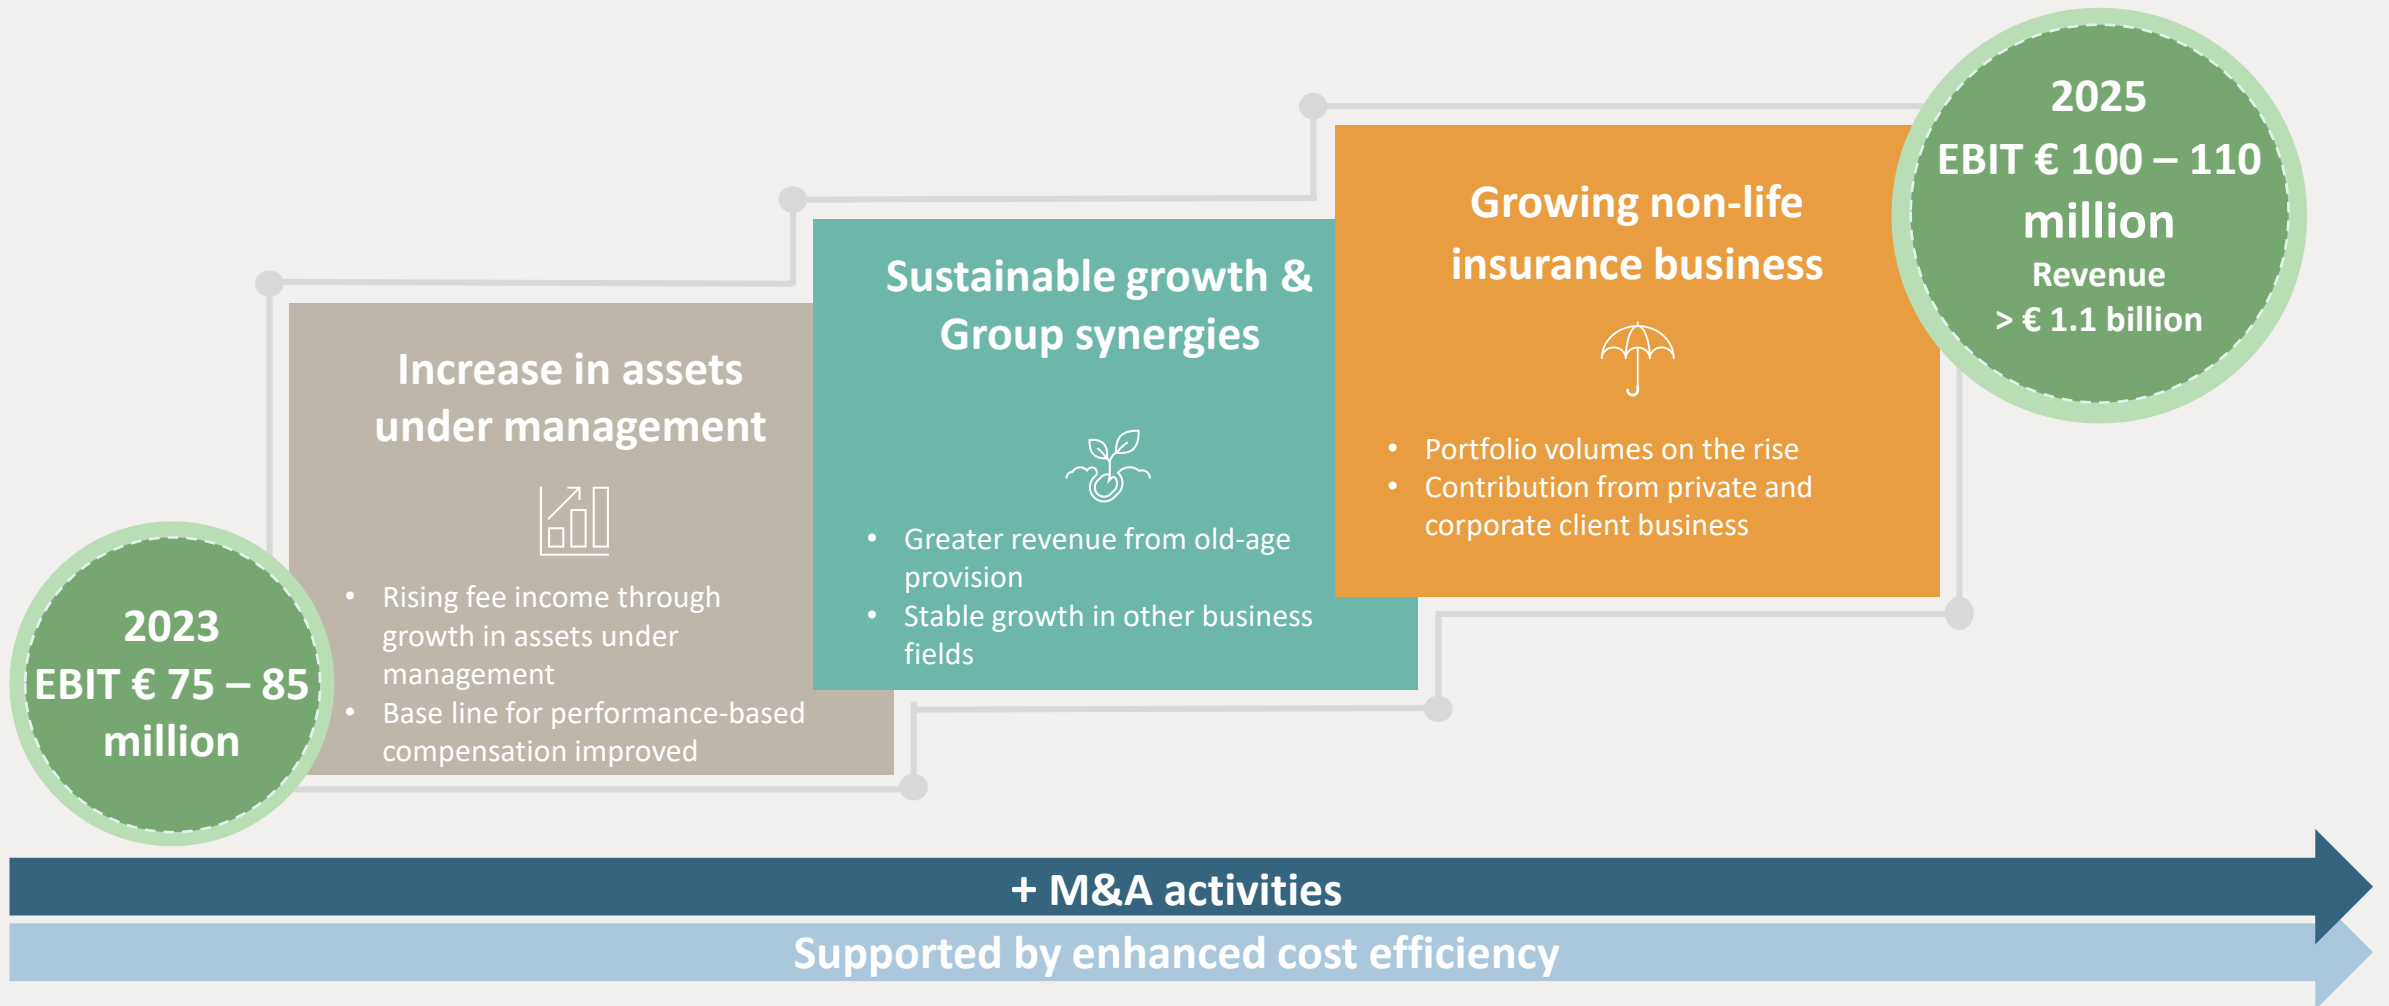 2023
EBIT € 75 – 85
million
Increase in assets
under management
• Rising fee income through
growth in assets under
management
• Base line for performance-based
compensation improved
Sustainable growth &
Group synergies
• Greater revenue from old-age
provision
• Stable growth in other business
fields
Growing non-life
insurance business
• Portfolio volumes on the rise
• Contribution from private and
corporate client business
2025
EBIT € 100 – 110
million
Revenue
> € 1.1 billion
+ M&A activities
Supported by enhanced cost efficiency